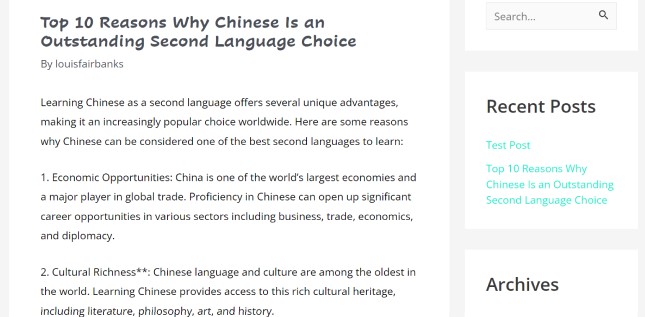 Top 10 Reasons Why Chinese Is an
Outstanding Second Language Choice
By louisfairbanks
Learning Chinese as a second language offers several unique advantages,
making it an increasingly popular choice worldwide. Here are some reasons
why Chinese can be considered one of the best second languages to learn:
1. Economic Opportunities: China is one of the world's largest economies and
a major player in global trade. Proficiency in Chinese can open up significant
career opportunities in various sectors including business, trade, economics,
and diplomacy.
2. Cultural Richness**: Chinese language and culture are among the oldest in
the world. Learning Chinese provides access to this rich cultural heritage,
including literature, philosophy, art, and history.
Search...
Recent Posts
Test Post
Top 10 Reasons Why
Chinese Is an Outstanding
Second Language Choice
Archives